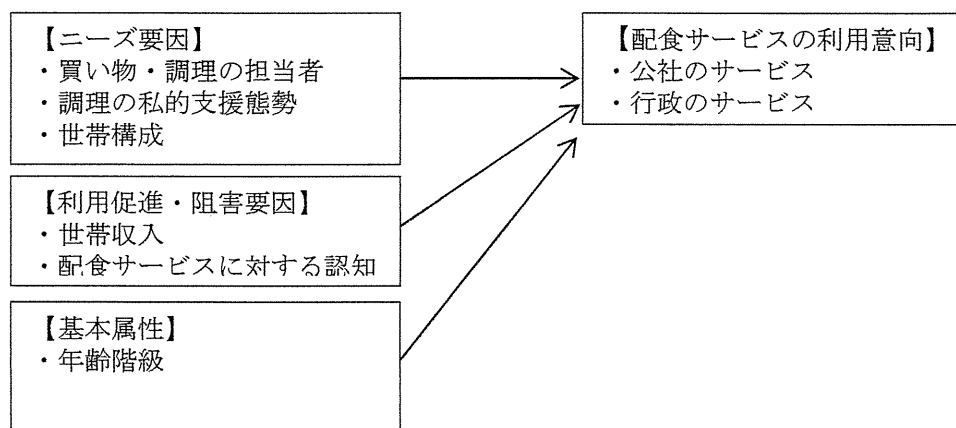 【ニーズ要因】
・買い物・調理の担当者
・調理の私的支援態勢
・世帯構成
【利用促進・阻害要因】
・世帯収入
・配食サービスに対する認知
【基本属性】
・年齢階級
【配食サービスの利用意向】
・公社のサービス
・行政のサービス